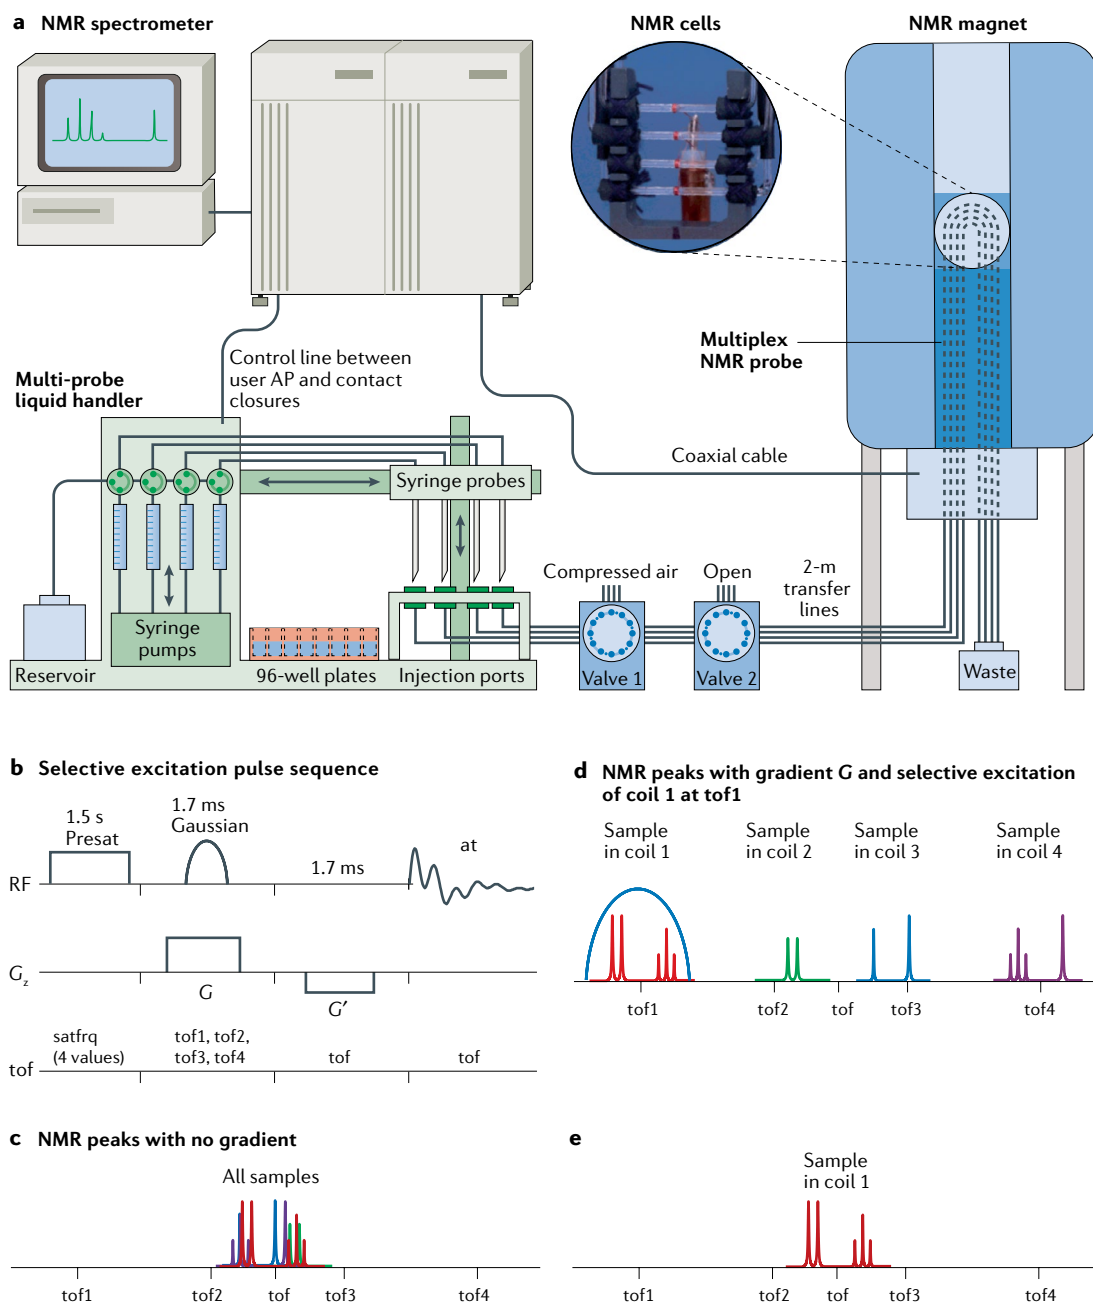 a NMR spectrometer
NMR cells
NMR magnet
Control line between
user AP and contact
closures
Multi-probe
liquid handler
Multiplex
NMR probe
Coaxial cable
Syringe probes
Compressed air
Open
2-m
transfer
lines
Syringe
pumps
Reservoir
96-well plates
Injection ports
Valve 1
Valve 2
Waste
b Selective excitation pulse sequence
1.5 s
Presat
1.7 ms
Gaussian
1.7 ms
at
RF
Gz
G
G′
satfrq
(4 values)
tof1, tof2,
tof3, tof4
tof
tof
tof
d NMR peaks with gradient G and selective excitation
of coil 1 at tof1
Sample
in coil 1
Sample
in coil 2
Sample
in coil 3
Sample
in coil 4
tof1
tof2
tof
tof3
tof4
c NMR peaks with no gradient
All samples
tof1
tof2
tof
tof3
tof4
e
Sample
in coil 1
tof1
tof2
tof
tof3
tof4